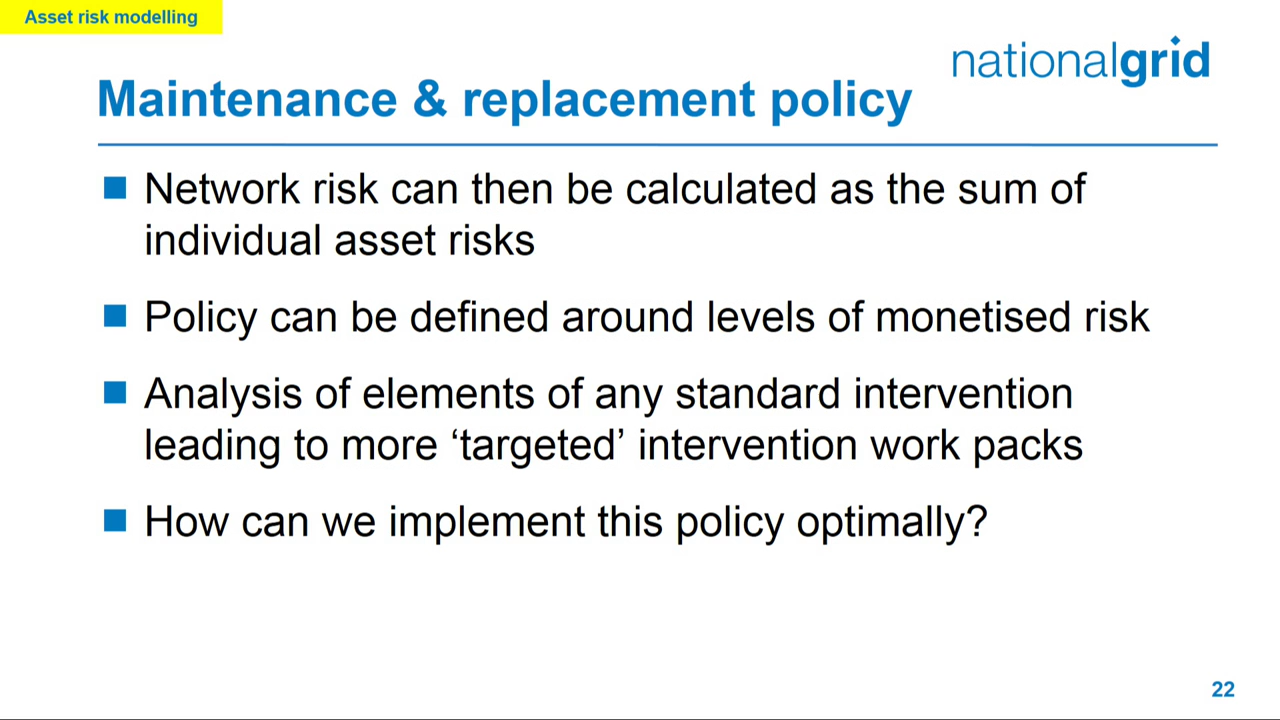 Asset risk modelling
nationalgrid
Maintenance & replacement policy
Network risk can then be calculated as the sum of
individual asset risks
Policy can be defined around levels of monetised risk
Analysis of elements of any standard intervention
leading to more ‘targeted’ intervention work packs
How can we implement this policy optimally?
22